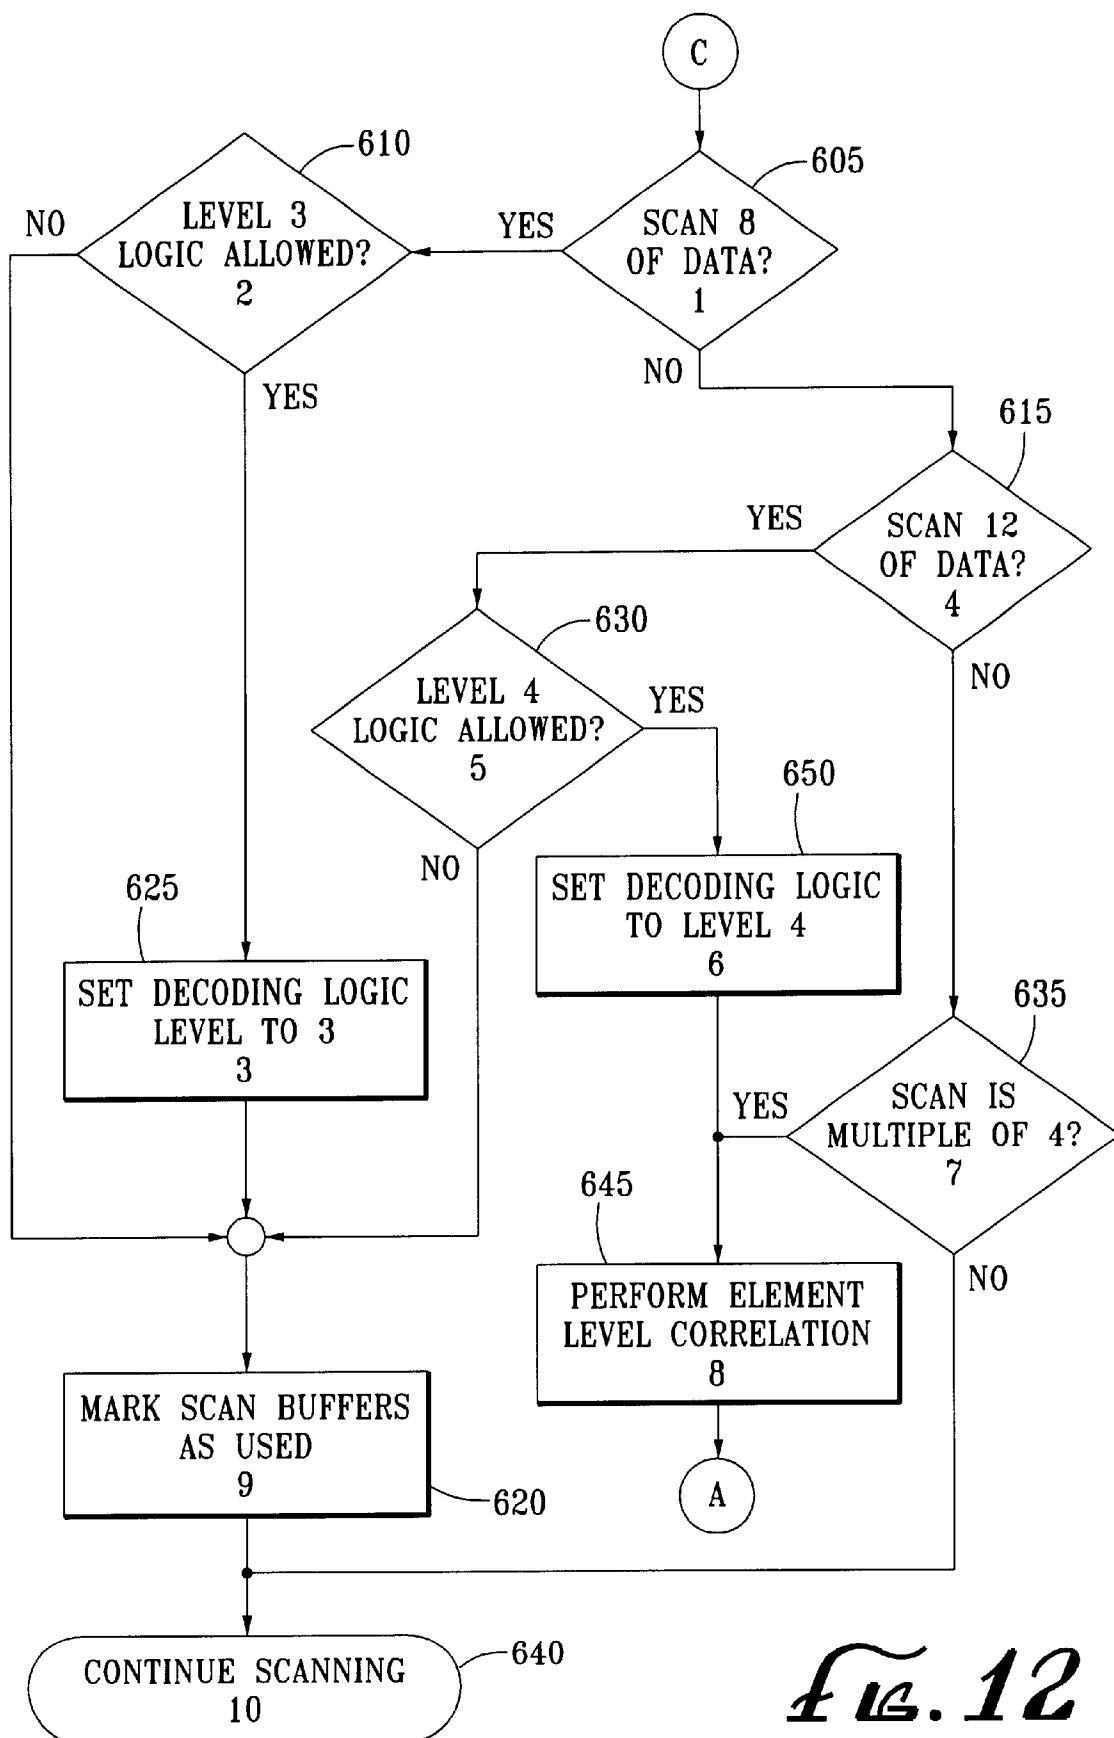 C
605
SCAN 8
OF DATA?
1
YES
NO
610
LEVEL 3
LOGIC ALLOWED?
2
NO
YES
615
SCAN 12
OF DATA?
4
YES
NO
630
LEVEL 4
LOGIC ALLOWED?
5
YES
NO
650
SET DECODING LOGIC
TO LEVEL 4
6
625
SET DECODING LOGIC
LEVEL TO 3
3
635
SCAN IS
MULTIPLE OF 4?
7
YES
NO
645
PERFORM ELEMENT
LEVEL CORRELATION
8
A
MARK SCAN BUFFERS
AS USED
9
620
CONTINUE SCANNING
10
640
FIG. 12